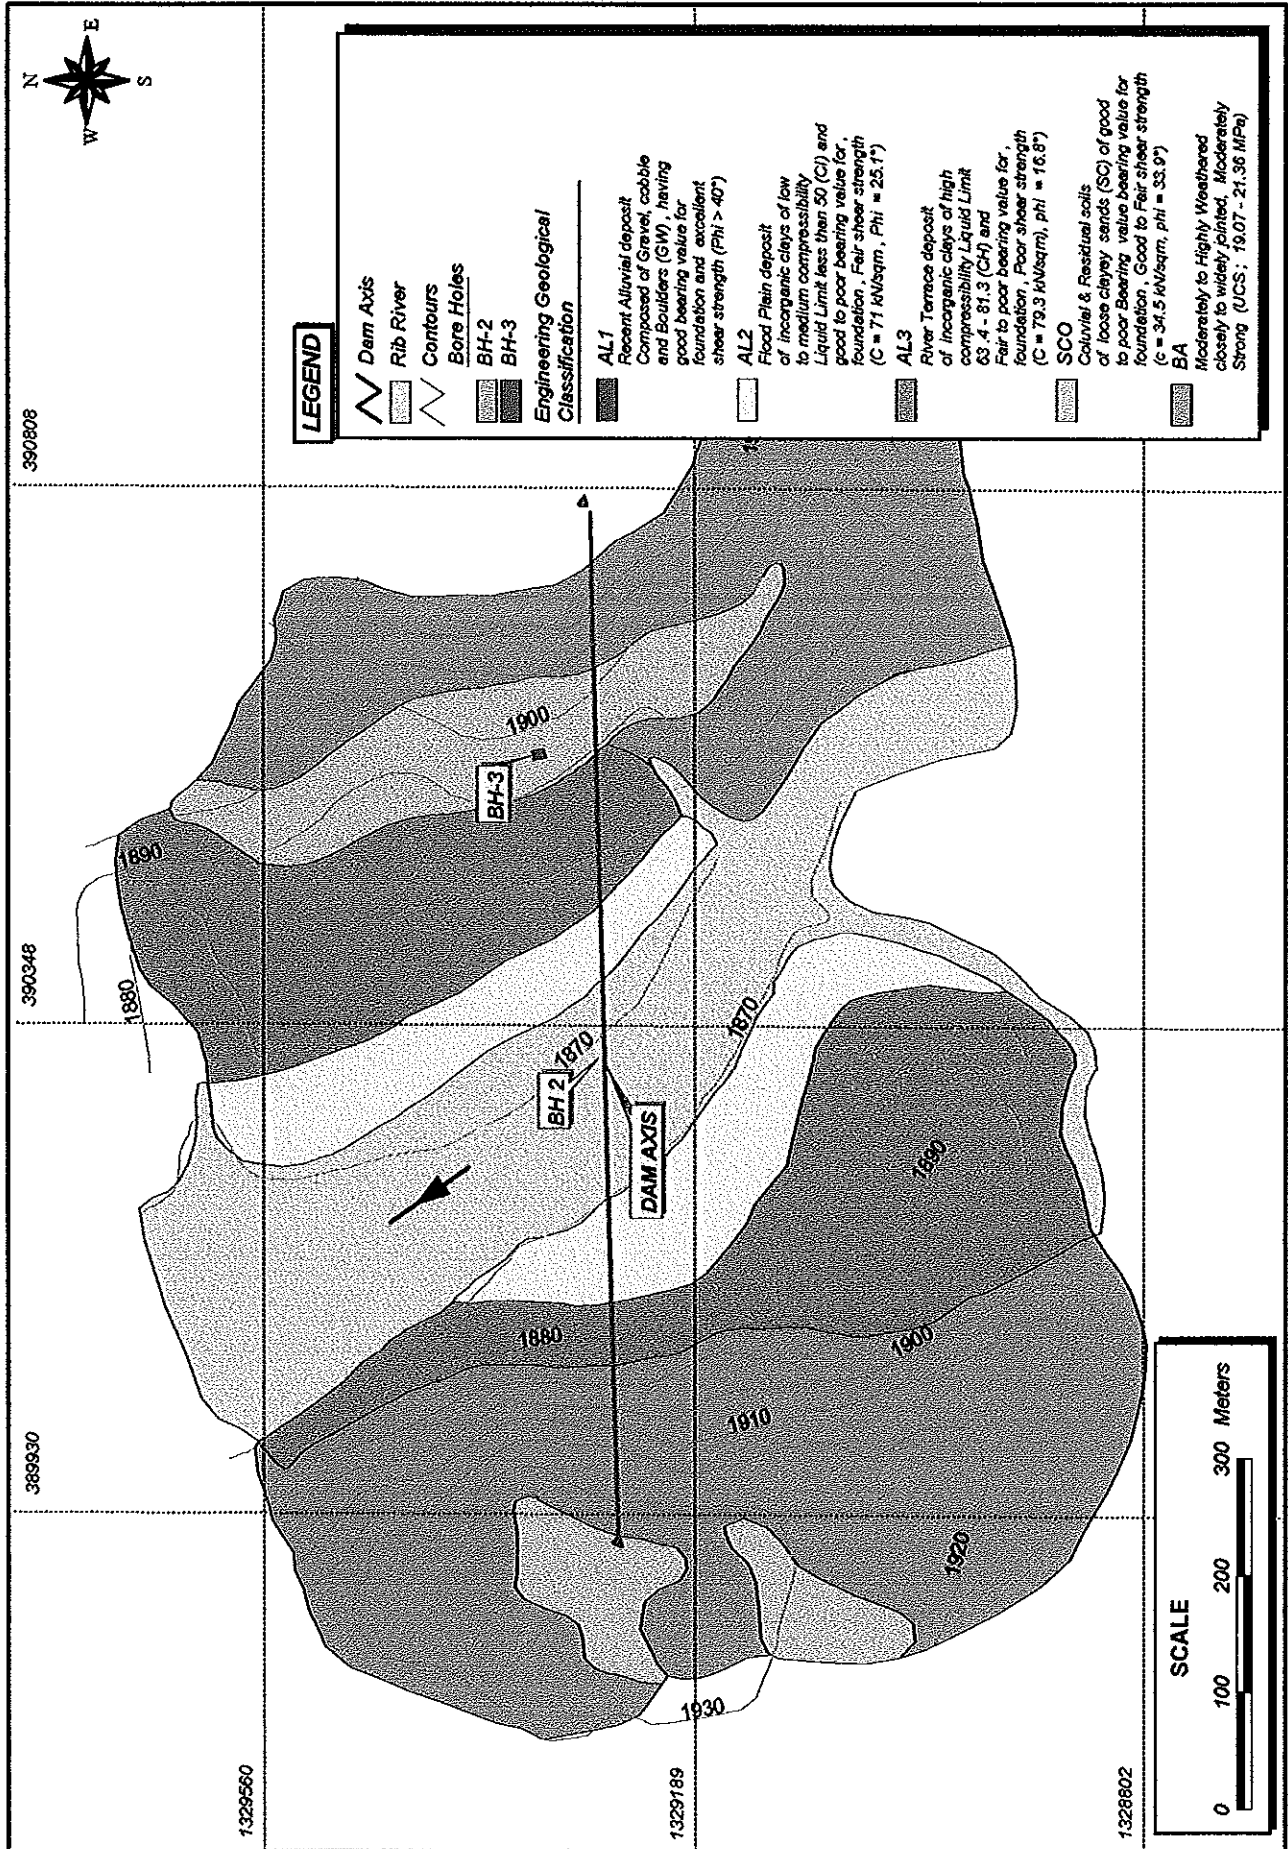 N
E
W
S
390808
390348
389930
1329560
1329189
1328802
LEGEND
Dam Axis
Rib River
Contours
Bore Holes
BH-2
BH-3
Engineering Geological
Classification
AL1
Recent Alluvial deposit
Composed of Gravel, cobble
and Boulders (GW) , having
good bearing value for
foundation and excellent
shear strength (Phi > 40°)
AL2
Flood Plain deposit
of incorganic clays of low
to medium compressibility
Liquid Limit less than 50 (CI) and
good to poor bearing value for ,
foundation , Fair shear strength
(C = 71 kN/sqm , Phi = 25.1°)
AL3
River Terrace deposit
of inorganic clays of high
compressibility Liquid Limit
63 .4 - 81.3 (CH) and
Fair to poor bearing value for ,
foundation , Poor shear strength
(C = 79.3 kN/sqm), phi = 16.8°)
SCO
Coluvial & Residual soils
of loose clayey sands (SC) of good
to poor Bearing value bearing value for
foundation , Good to Fair shear strength
(c = 34.5 kN/sqm, phi = 33.9°)
BA
Moderately to Highly Weathered
closely to widely jointed, Moderately
Strong (UCS ; 19.07 - 21.36 MPa)
1890
1880
1900
BH-3
1870
BH 2
DAM AXIS
1870
1880
1890
1900
1910
1920
1930
SCALE
0 100 200 300 Meters